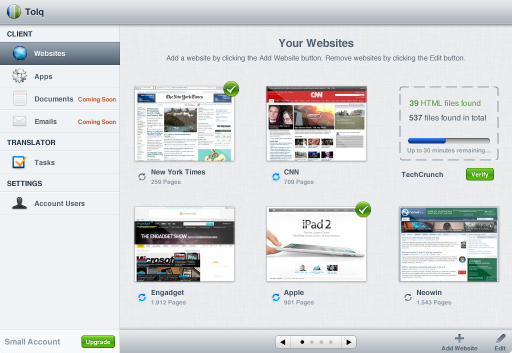 Tolq
CLIENT
Websites
Apps
Documents Coming Soon
Emails Coming Soon
TRANSLATOR
Tasks
SETTINGS
Account Users
Small Account Upgrade
Your Websites
Add a website by clicking the Add Website button. Remove websites by clicking the Edit button.
The New York Times
New York Times
259 Pages
CNN
CNN
709 Pages
39 HTML files found
537 files found in total
Up to 30 minutes remaining...
TechCrunch Verify
THE ENGADGET SHOW
Microsoft
Engadget
1.912 Pages
iPad 2
Apple
901 Pages
Neowin
1.543 Pages
Add Website
Edit